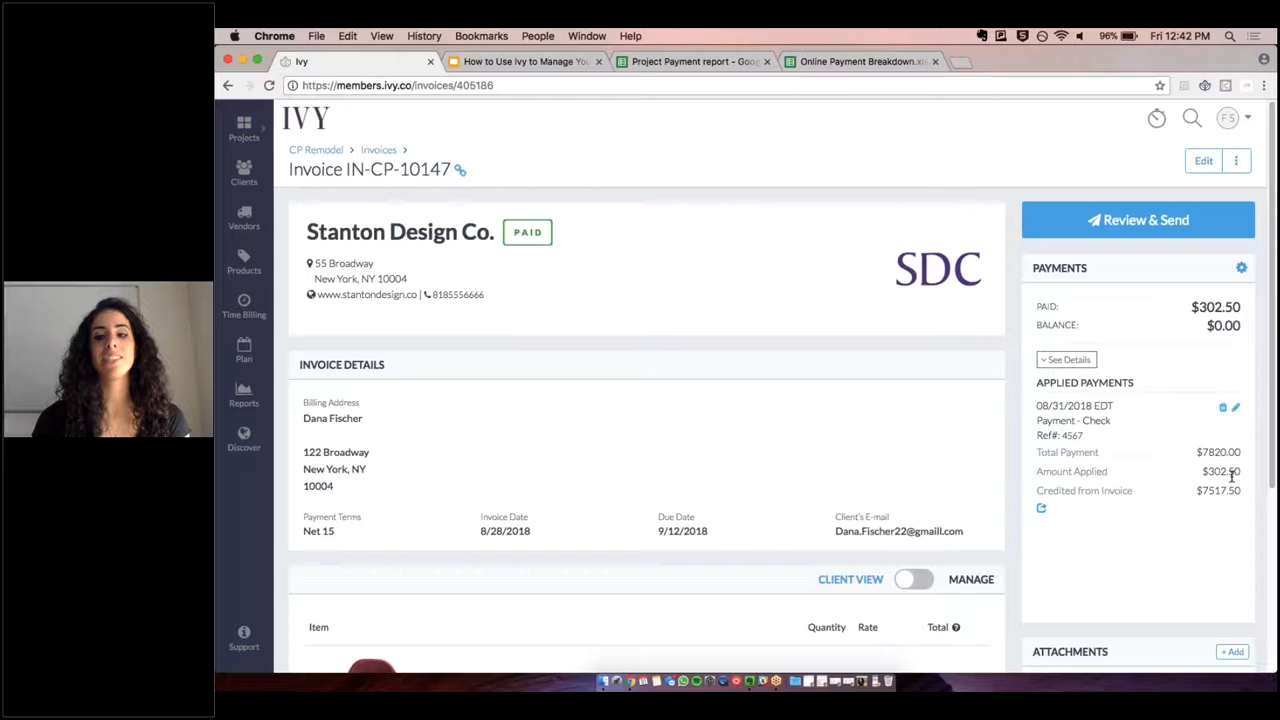 Chrome File Edit View History Bookmarks People Window Help 96% Fri 12:42 PM
Ivy How to Use Ivy to Manage You Project Payment report - Goog Online Payment Breakdown.xls
https://members.ivy.co/invoices/405186
IVY
FS
Projects
CP Remodel > Invoices >
Invoice IN-CP-10147
Edit
Clients
Vendors
Products
Time Billing
Plan
Reports
Discover
Support
Stanton Design Co. PAID
55 Broadway
New York, NY 10004
www.stantondesign.co | 8185556666
SDC
Review & Send
PAYMENTS
PAID: $302.50
BALANCE: $0.00
See Details
APPLIED PAYMENTS
08/31/2018 EDT
Payment - Check
Ref#: 4567
Total Payment $7820.00
Amount Applied $302.50
Credited from Invoice $7517.50
INVOICE DETAILS
Billing Address
Dana Fischer
122 Broadway
New York, NY
10004
Payment Terms Invoice Date Due Date Client's E-mail
Net 15 8/28/2018 9/12/2018 Dana.Fischer22@gmaill.com
CLIENT VIEW MANAGE
Item Quantity Rate Total
ATTACHMENTS + Add